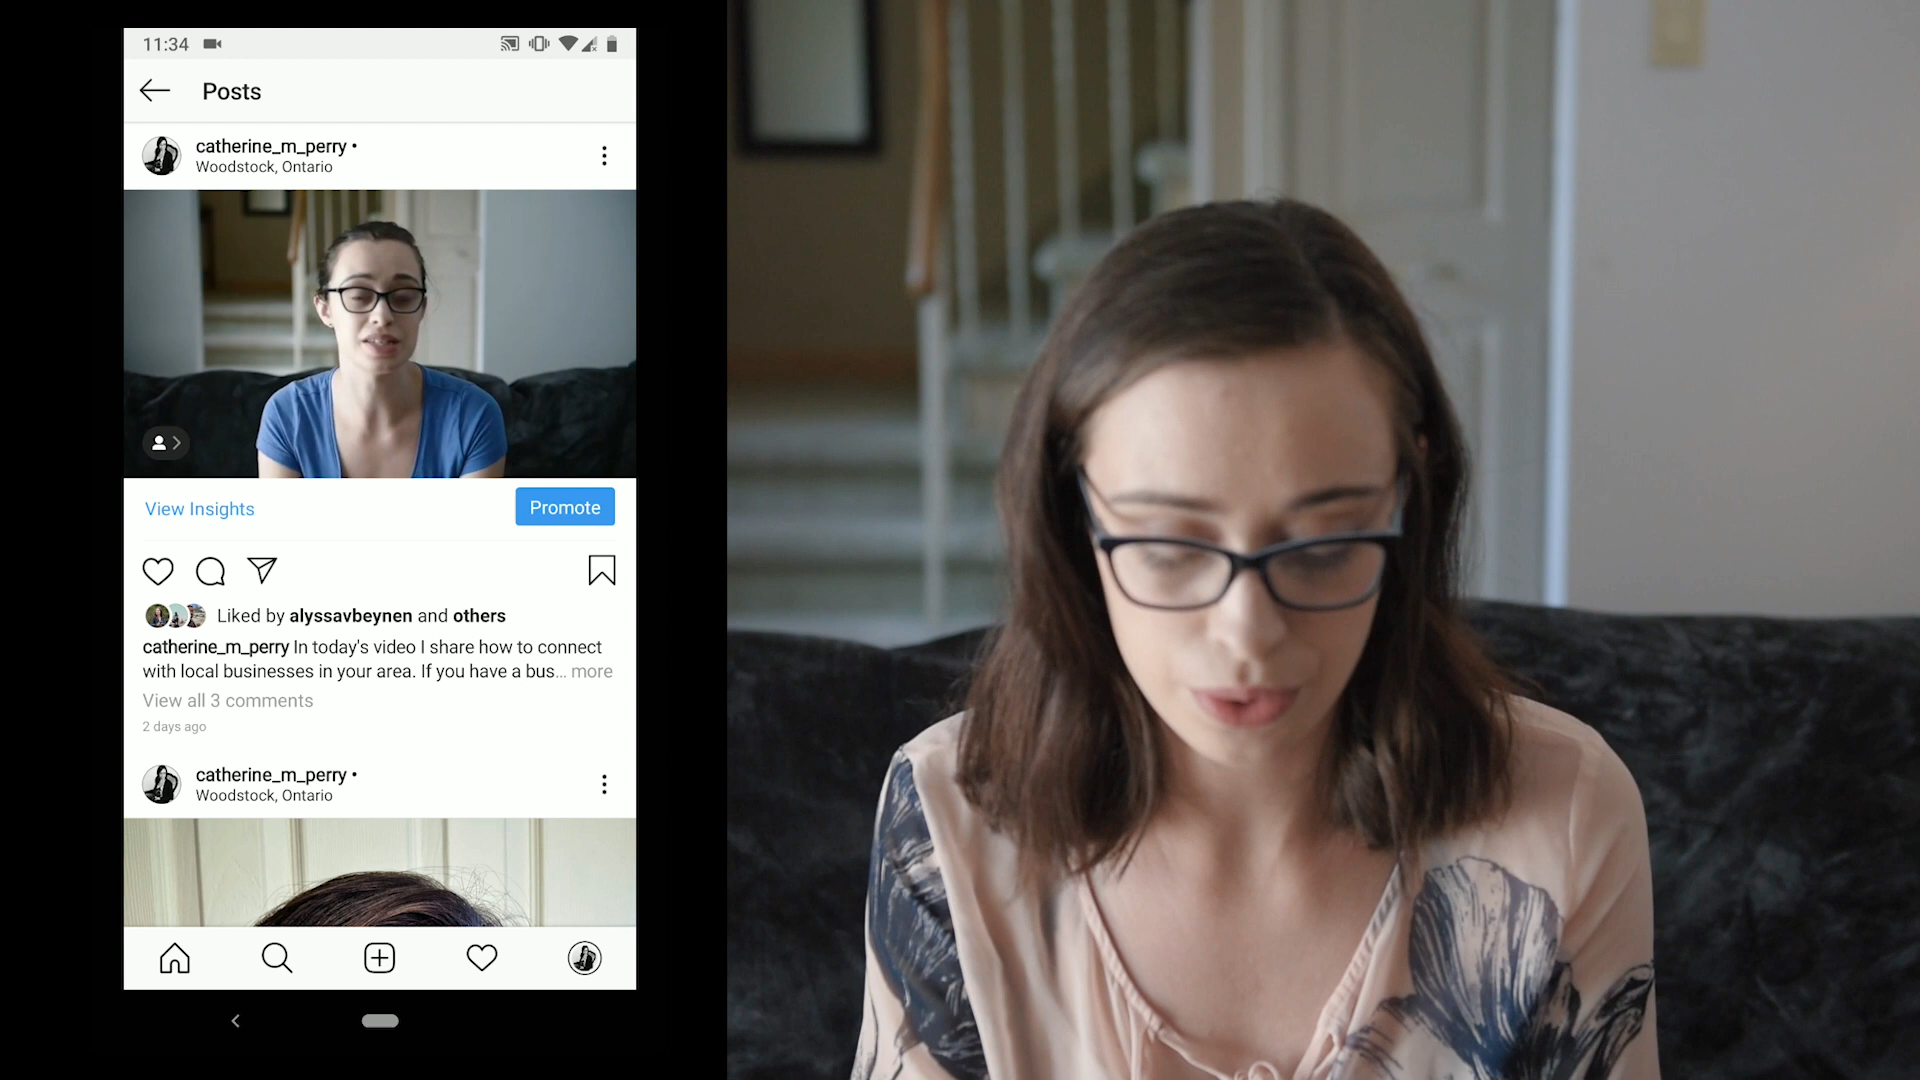 11:34
Posts
catherine_m_perry •
Woodstock, Ontario
View Insights
Promote
Liked by alyssavbeynen and others
catherine_m_perry In today's video I share how to connect
with local businesses in your area. If you have a bus... more
View all 3 comments
2 days ago
catherine_m_perry •
Woodstock, Ontario